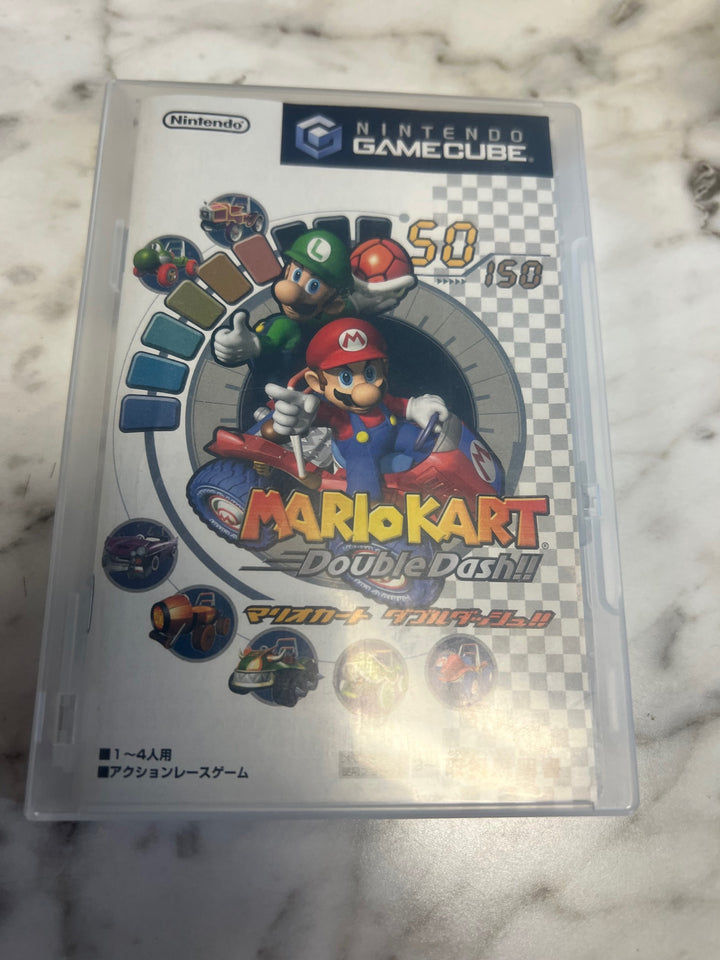 Nintendo
NINTENDO
GAMECUBE
50
150
L
M
M
MARIOKART
Double Dash!!
マリオカート ダブルダッシュ!!
■1〜4人用
■アクションレースゲーム